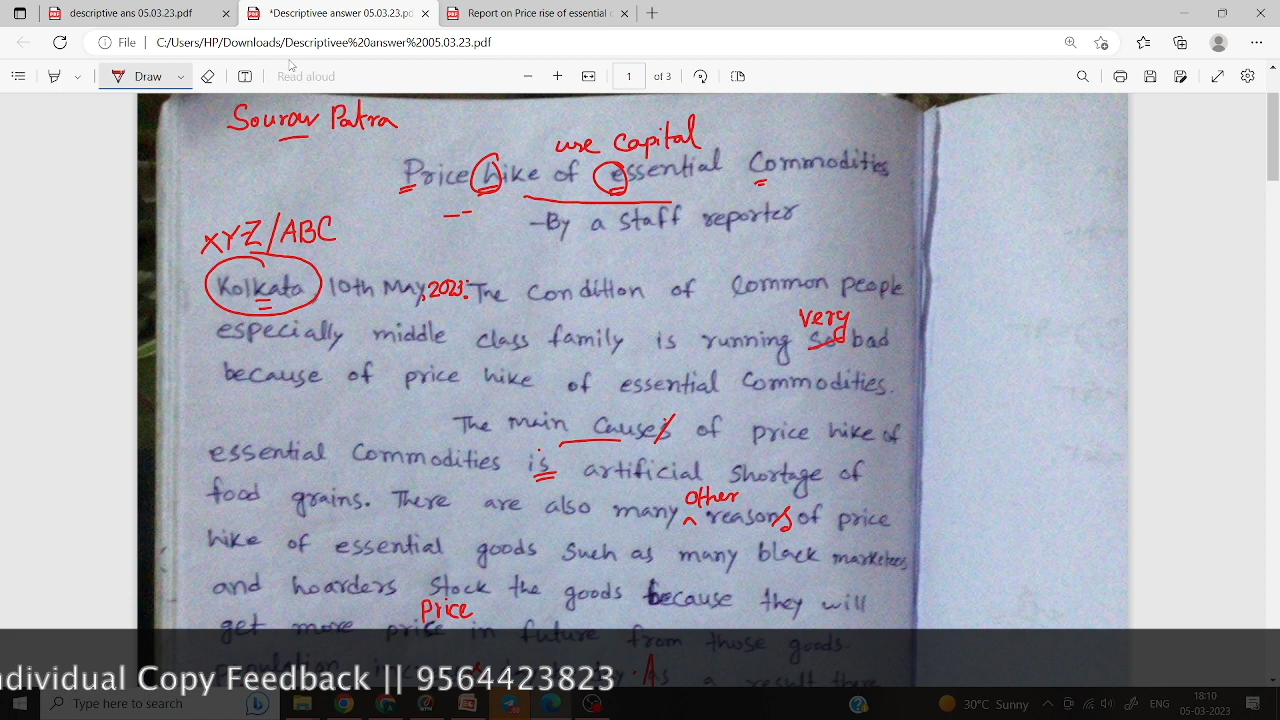 descriptive ans 05.03.23.pdf
*Descriptivee answer 05.03.23.pd
Report on Price rise of essential c
File C:/Users/HP/Downloads/Descriptivee%20answer%2005.03.23.pdf
Draw Read aloud 1 of 3
Sourav Patra
use Capital
Price hike of essential Commodities
-By a staff reporter
XYZ/ABC
Kolkata 10th May, 2023: The Condition of Common people
very
especially middle class family is running so bad
because of price hike of essential Commodities.
The main Causes of price hike of
essential Commodities is artificial shortage of
other
food grains. There are also many ^ reasons of price
hike of essential goods such as many black marketers
and hoarders stock the goods because they will
Price
get more price in future from those goods.
As a result there
ndividual Copy Feedback || 9564423823
Type here to search
30°C Sunny ENG 18:10
05-03-2023